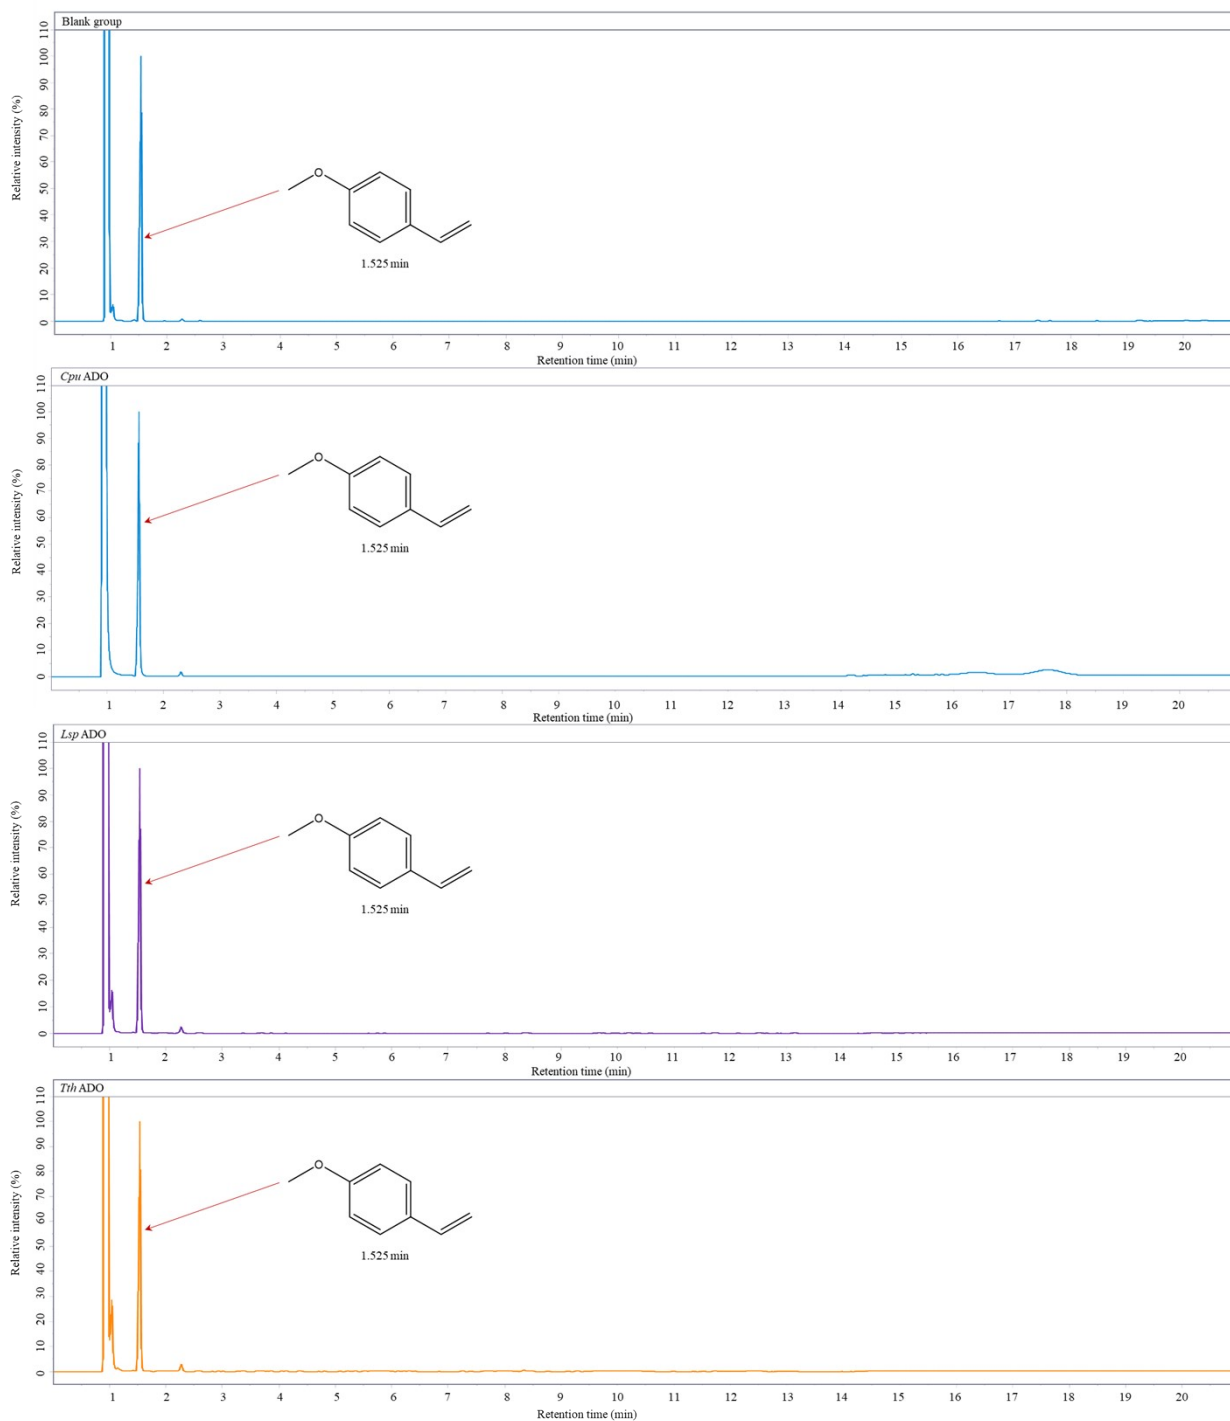 Blank group
Relative intensity (%)
110
100
90
80
70
60
50
40
30
20
10
0
O
1.525 min
1 2 3 4 5 6 7 8 9 10 11 12 13 14 15 16 17 18 19 20
Retention time (min)
Cpu ADO
Relative intensity (%)
110
100
90
80
70
60
50
40
30
20
10
0
O
1.525 min
1 2 3 4 5 6 7 8 9 10 11 12 13 14 15 16 17 18 19 20
Retention time (min)
Lsp ADO
Relative intensity (%)
110
100
90
80
70
60
50
40
30
20
10
0
O
1.525 min
1 2 3 4 5 6 7 8 9 10 11 12 13 14 15 16 17 18 19 20
Retention time (min)
Tth ADO
Relative intensity (%)
110
100
90
80
70
60
50
40
30
20
10
0
O
1.525 min
1 2 3 4 5 6 7 8 9 10 11 12 13 14 15 16 17 18 19 20
Retention time (min)